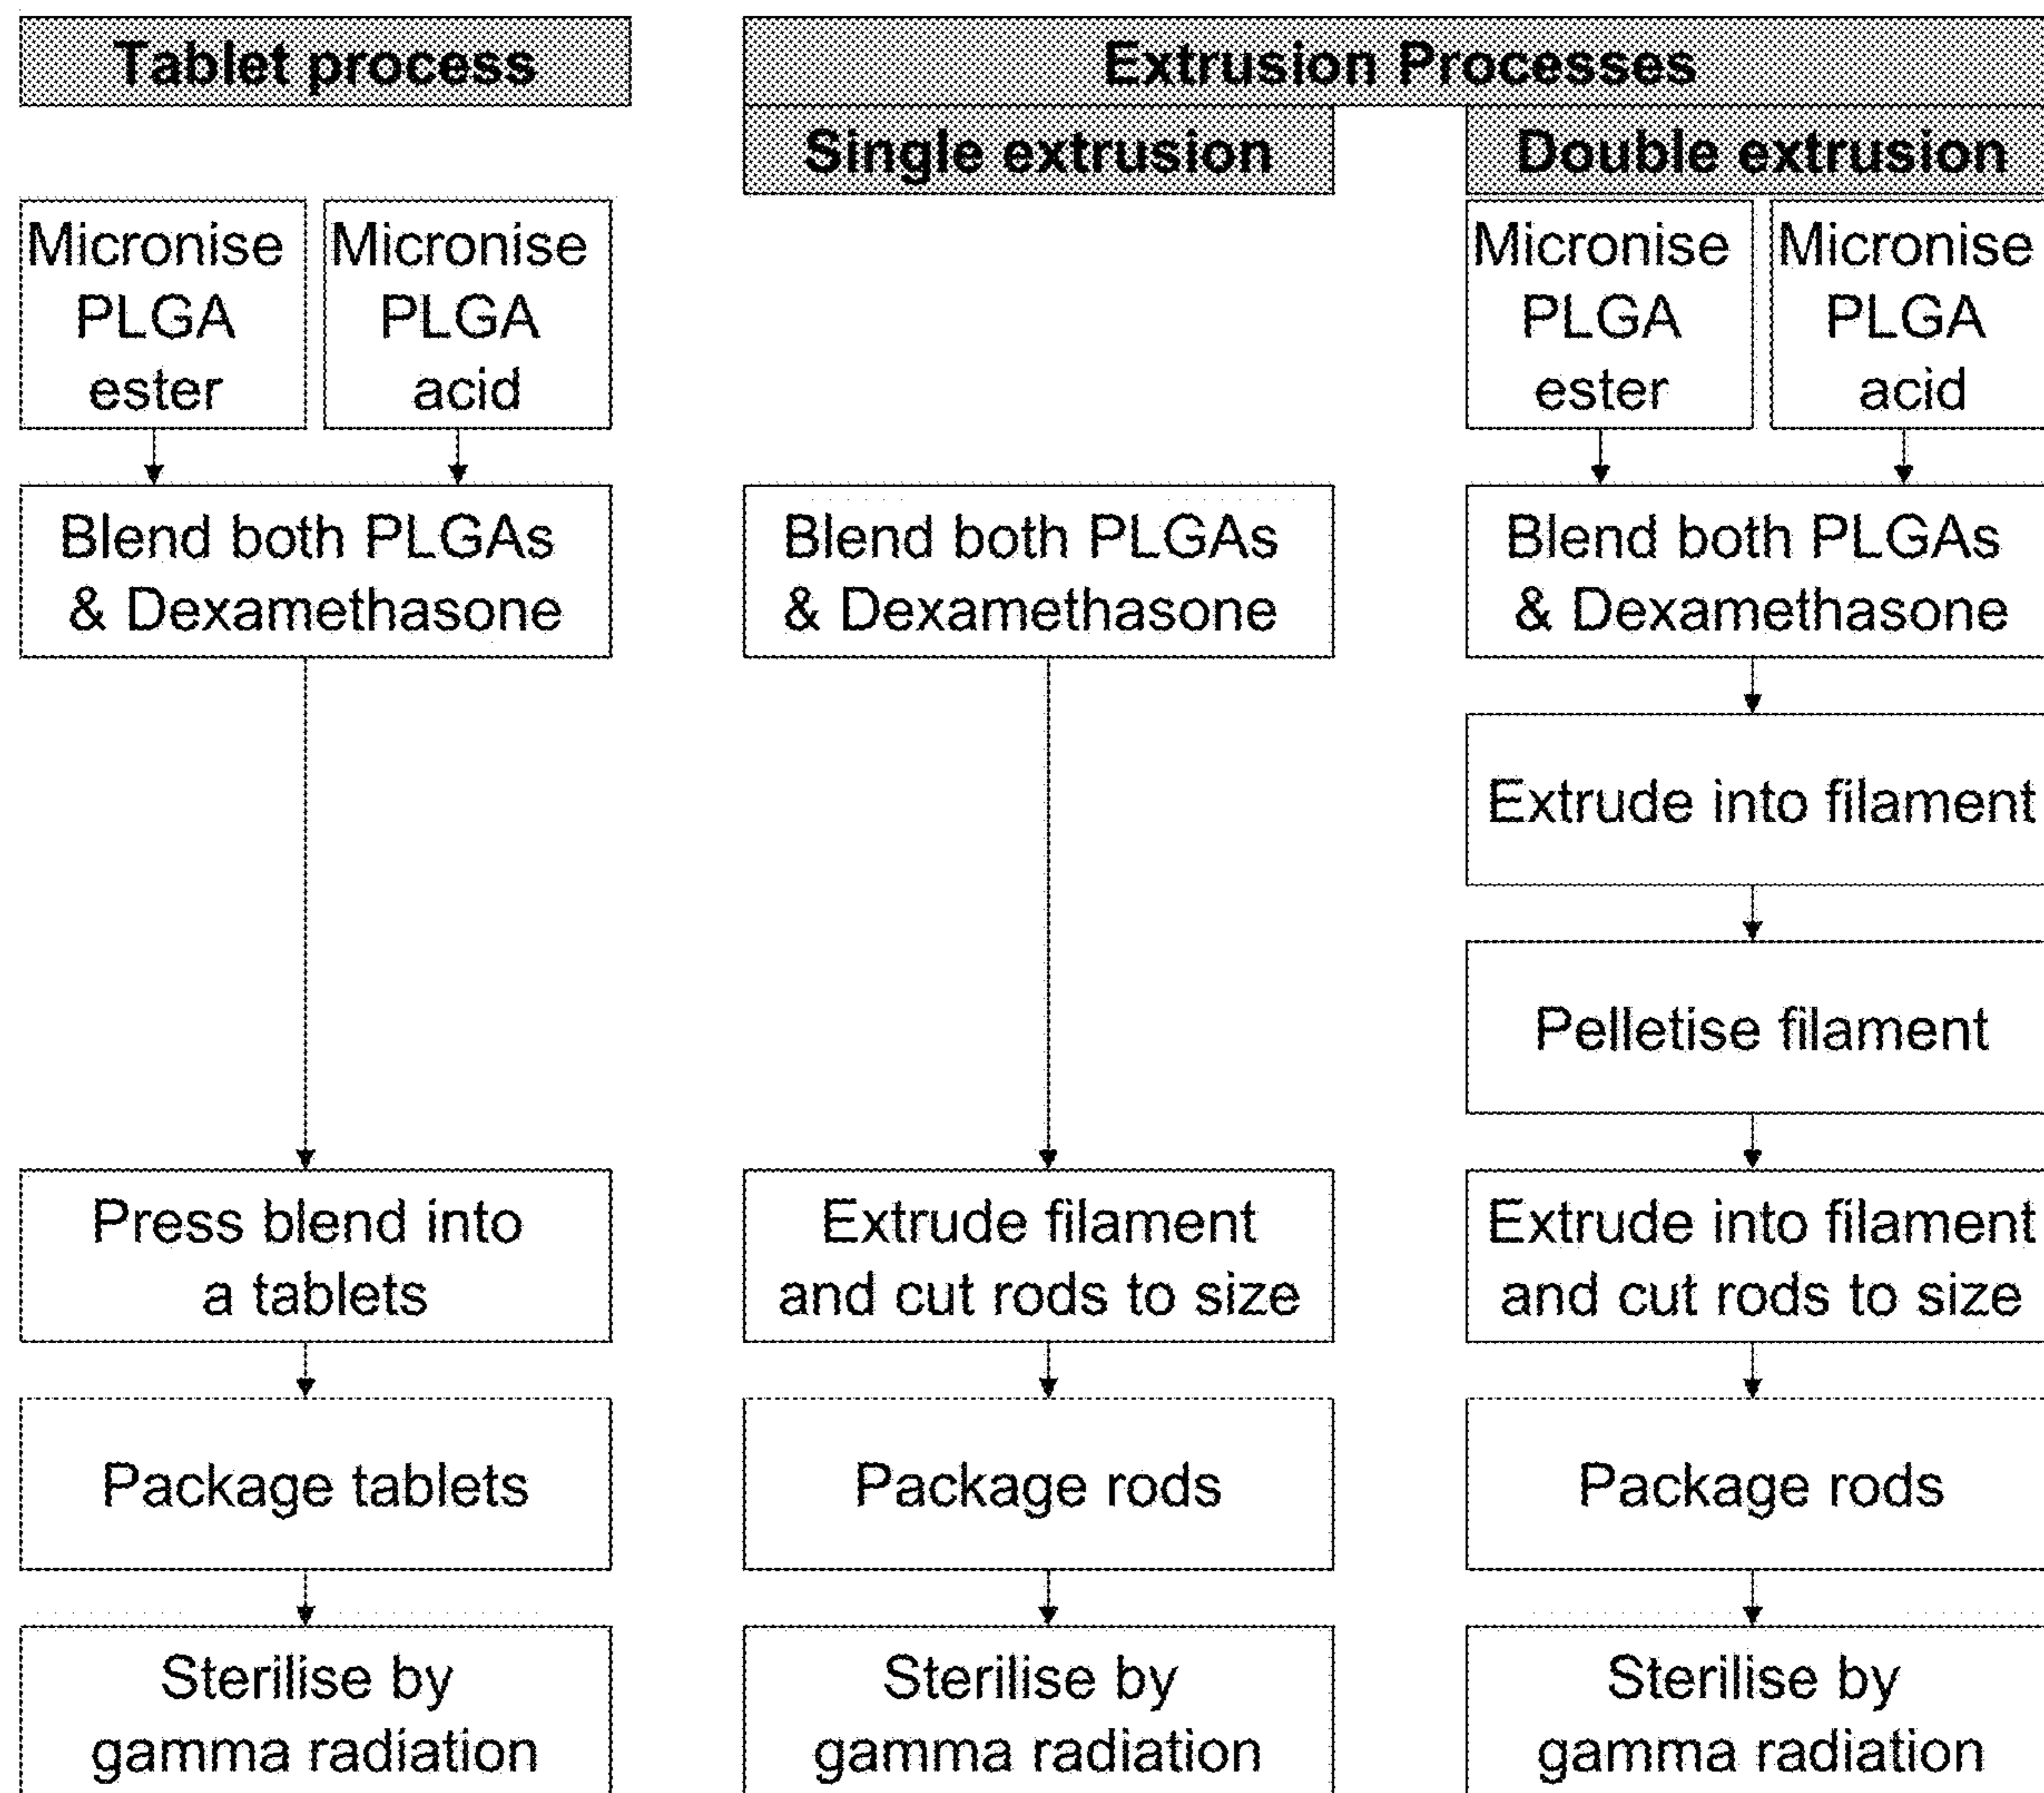 Tablet process
Extrusion Processes
Single extrusion
Double extrusion
Micronise
PLGA
ester
Micronise
PLGA
acid
Micronise
PLGA
ester
Micronise
PLGA
acid
Blend both PLGAs
& Dexamethasone
Blend both PLGAs
& Dexamethasone
Blend both PLGAs
& Dexamethasone
Extrude into filament
Pelletise filament
Press blend into
a tablets
Extrude filament
and cut rods to size
Extrude into filament
and cut rods to size
Package tablets
Package rods
Package rods
Sterilise by
gamma radiation
Sterilise by
gamma radiation
Sterilise by
gamma radiation